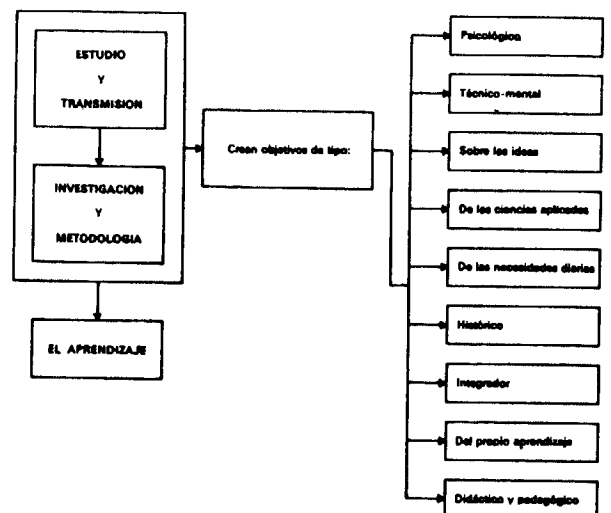 ESTUDIO
Y
TRANSMISION
INVESTIGACION
Y
METODOLOGIA
EL APRENDIZAJE
Crean objetivos de tipo:
Psicológico
Técnico-mental
Sobre las ideas
De las ciencias aplicadas
De las necesidades diarias
Histórico
Integrador
Del propio aprendizaje
Didáctico y pedagógico